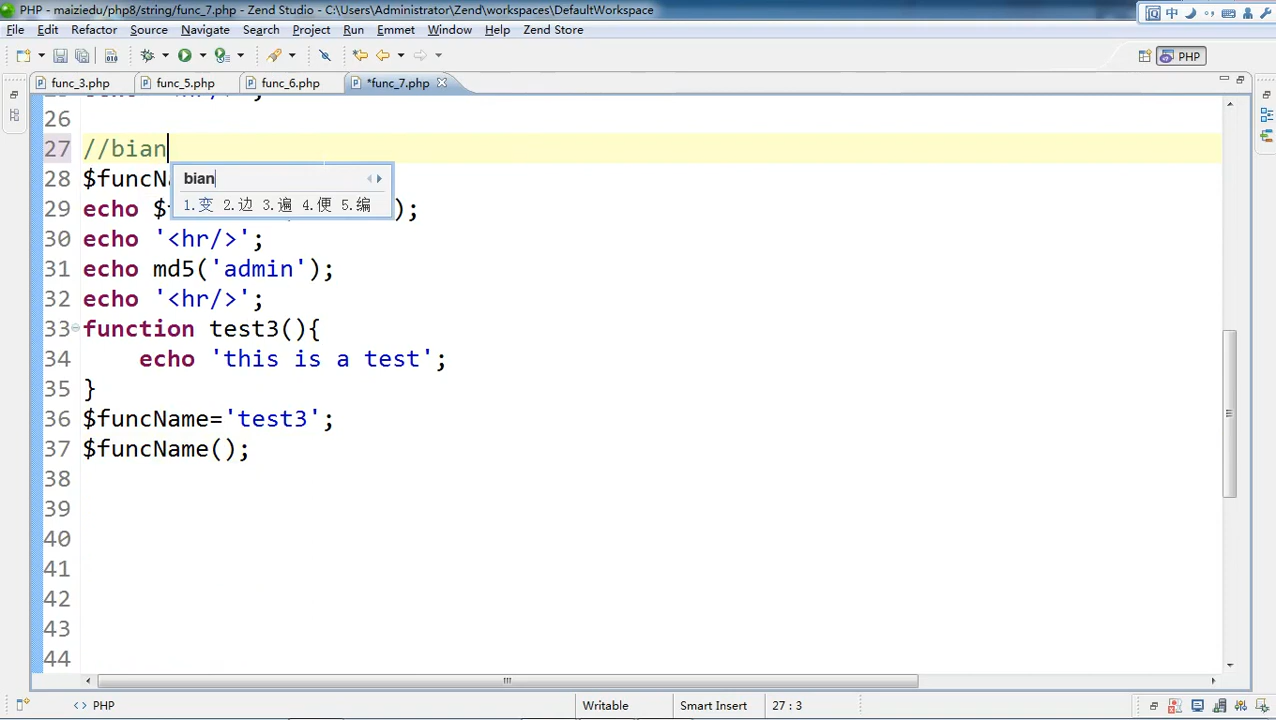 PHP - maiziedu/php8/string/func_7.php - Zend Studio - C:\Users\Administrator\Zend\workspaces\DefaultWorkspace
中
File Edit Refactor Source Navigate Search Project Run Emmet Window Help Zend Store
PHP
func_3.php func_5.php func_6.php *func_7.php
26
27 //bian
bian
1.变 2.边 3.遍 4.便 5.编
28 $funcN
29 echo $ );
30 echo '<hr/>';
31 echo md5('admin');
32 echo '<hr/>';
33 function test3(){
34 echo 'this is a test';
35 }
36 $funcName='test3';
37 $funcName();
38
39
40
41
42
43
44
<> PHP Writable Smart Insert 27 : 3